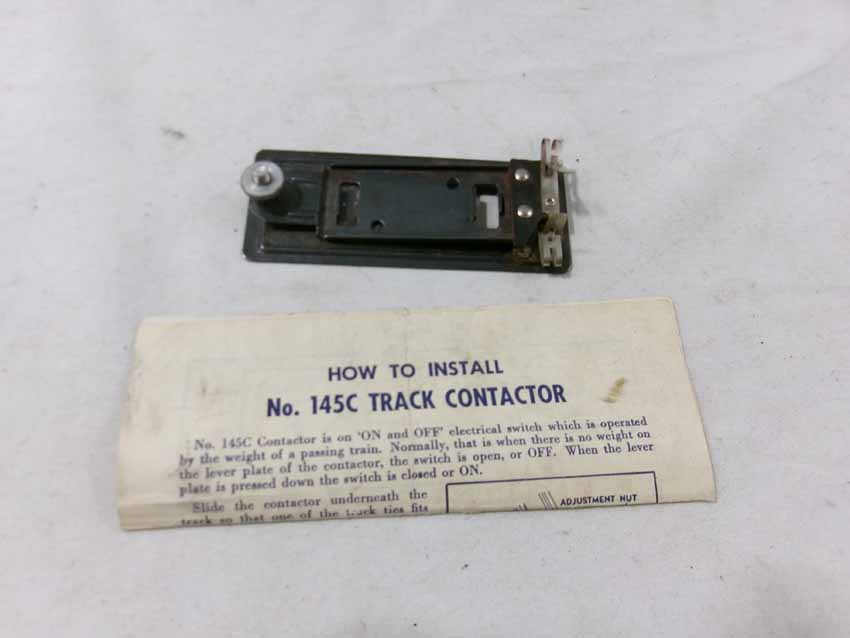 HOW TO INSTALL
No. 145C TRACK CONTACTOR
No. 145C Contactor is on 'ON and OFF' electrical switch which is operated
by the weight of a passing train. Normally, that is when there is no weight on
the lever plate of the contactor, the switch is open, or OFF. When the lever
plate is pressed down the switch is closed or ON.
Slide the contactor underneath the
track so that one of the track ties fits
ADJUSTMENT NUT